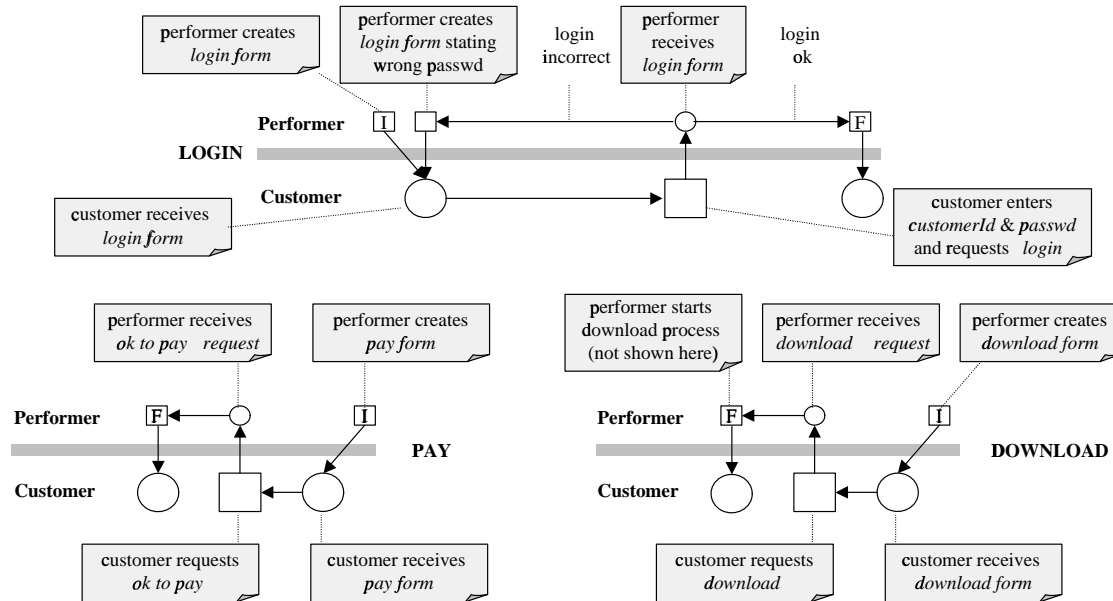 performer creates
login form
performer creates
login form stating
wrong passwd
login
incorrect
performer
receives
login form
login
ok
Performer
I
F
LOGIN
Customer
customer receives
login form
customer enters
customerId & passwd
and requests login
performer receives
ok to pay request
performer creates
pay form
Performer
F
I
PAY
Customer
customer requests
ok to pay
customer receives
pay form
performer starts
download process
(not shown here)
performer receives
download request
performer creates
download form
Performer
F
I
DOWNLOAD
Customer
customer requests
download
customer receives
download form